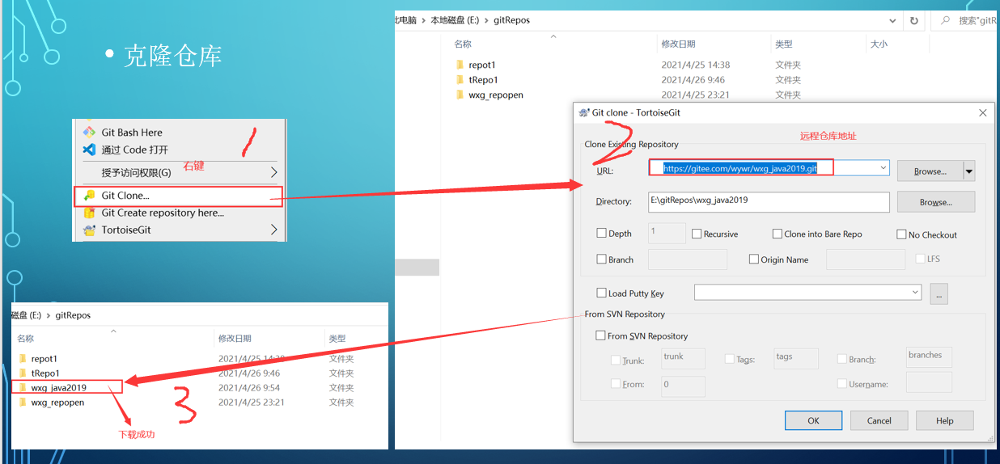 • 克隆仓库
Git Bash Here
通过 Code 打开
授予访问权限(G)
右键
1
Git Clone...
Git Create repository here...
TortoiseGit
此电脑 > 本地磁盘 (E:) > gitRepos
搜索"gitR
名称 修改日期 类型 大小
repot1 2021/4/25 14:38 文件夹
tRepo1 2021/4/26 9:46 文件夹
wxg_repopen 2021/4/25 23:21 文件夹
Git clone - TortoiseGit
2
远程仓库地址
Clone Existing Repository
URL: https://gitee.com/wywr/wxg_java2019.git Browse...
Directory: E:\gitRepos\wxg_java2019 Browse...
Depth 1 Recursive Clone into Bare Repo No Checkout
Branch Origin Name LFS
Load Putty Key ...
From SVN Repository
From SVN Repository
Trunk: trunk Tags: tags Branch: branches
From: 0 Username:
OK Cancel Help
磁盘 (E:) > gitRepos
名称 修改日期 类型
repot1 2021/4/25 14:38 文件夹
tRepo1 2021/4/26 9:46 文件夹
wxg_java2019 2021/4/26 9:54 文件夹
wxg_repopen 2021/4/25 23:21 文件夹
3
下载成功